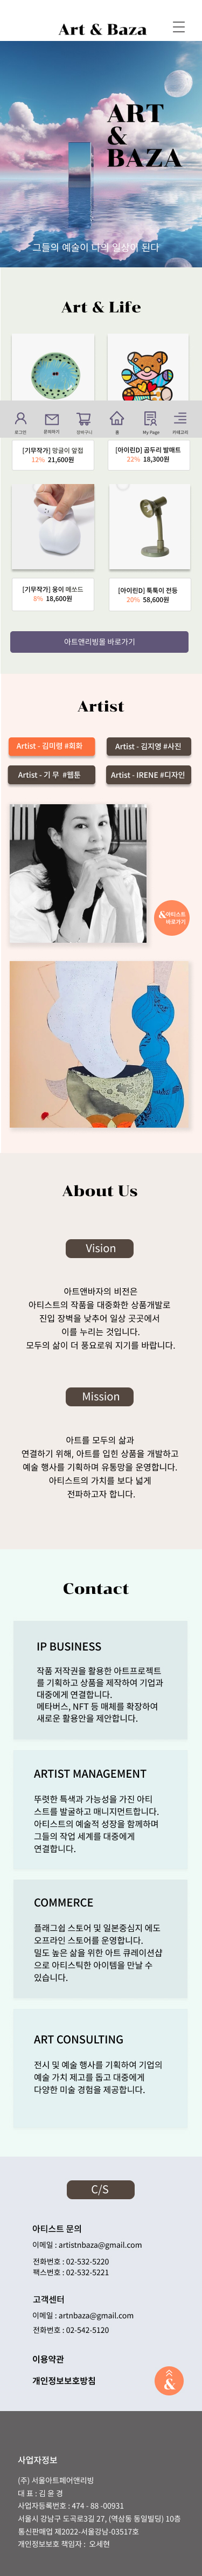 Art & Baza
ART
&
BAZA
그들의 예술이 나의 일상이 된다
Art & Life
로그인
문의하기
장바구니
홈
My Page
카테고리
[기무작가] 망글이 앞접
12% 21,600원
[아이린D] 곰두리 발매트
22% 18,300원
[기무작가] 웅이 메쏘드
8% 18,600원
[아이린D] 톡톡이 전등
20% 58,600원
아트앤리빙몰 바로가기
Artist
Artist - 김미령 #회화
Artist - 김지영 #사진
Artist - 기 무 #웹툰
Artist - IRENE #디자인
&아티스트
바로가기
About Us
Vision
아트앤바자의 비전은
아티스트의 작품을 대중화한 상품개발로
진입 장벽을 낮추어 일상 곳곳에서
이를 누리는 것입니다.
모두의 삶이 더 풍요로워 지기를 바랍니다.
Mission
아트를 모두의 삶과
연결하기 위해, 아트를 입힌 상품을 개발하고
예술 행사를 기획하며 유통망을 운영합니다.
아티스트의 가치를 보다 넓게
전파하고자 합니다.
Contact
IP BUSINESS
작품 저작권을 활용한 아트프로젝트
를 기획하고 상품을 제작하여 기업과
대중에게 연결합니다.
메타버스, NFT 등 매체를 확장하여
새로운 활용안을 제안합니다.
ARTIST MANAGEMENT
뚜렷한 특색과 가능성을 가진 아티
스트를 발굴하고 매니지먼트합니다.
아티스트의 예술적 성장을 함께하며
그들의 작업 세계를 대중에게
연결합니다.
COMMERCE
플래그쉽 스토어 및 일본중심지 에도
오프라인 스토어를 운영합니다.
밀도 높은 삶을 위한 아트 큐레이션샵
으로 아티스틱한 아이템을 만날 수
있습니다.
ART CONSULTING
전시 및 예술 행사를 기획하여 기업의
예술 가치 제고를 돕고 대중에게
다양한 미술 경험을 제공합니다.
C/S
아티스트 문의
이메일 : artistnbaza@gmail.com
전화번호 : 02-532-5220
팩스번호 : 02-532-5221
고객센터
이메일 : artnbaza@gmail.com
전화번호 : 02-542-5120
이용약관
개인정보보호방침
&
사업자정보
(주) 서울아트페어앤리빙
대표 : 김 윤 경
사업자등록번호 : 474 - 88 -00931
서울시 강남구 도곡로3길 27, (역삼동 동일빌딩) 10층
통신판매업 제2022-서울강남-03517호
개인정보보호 책임자 : 오세현